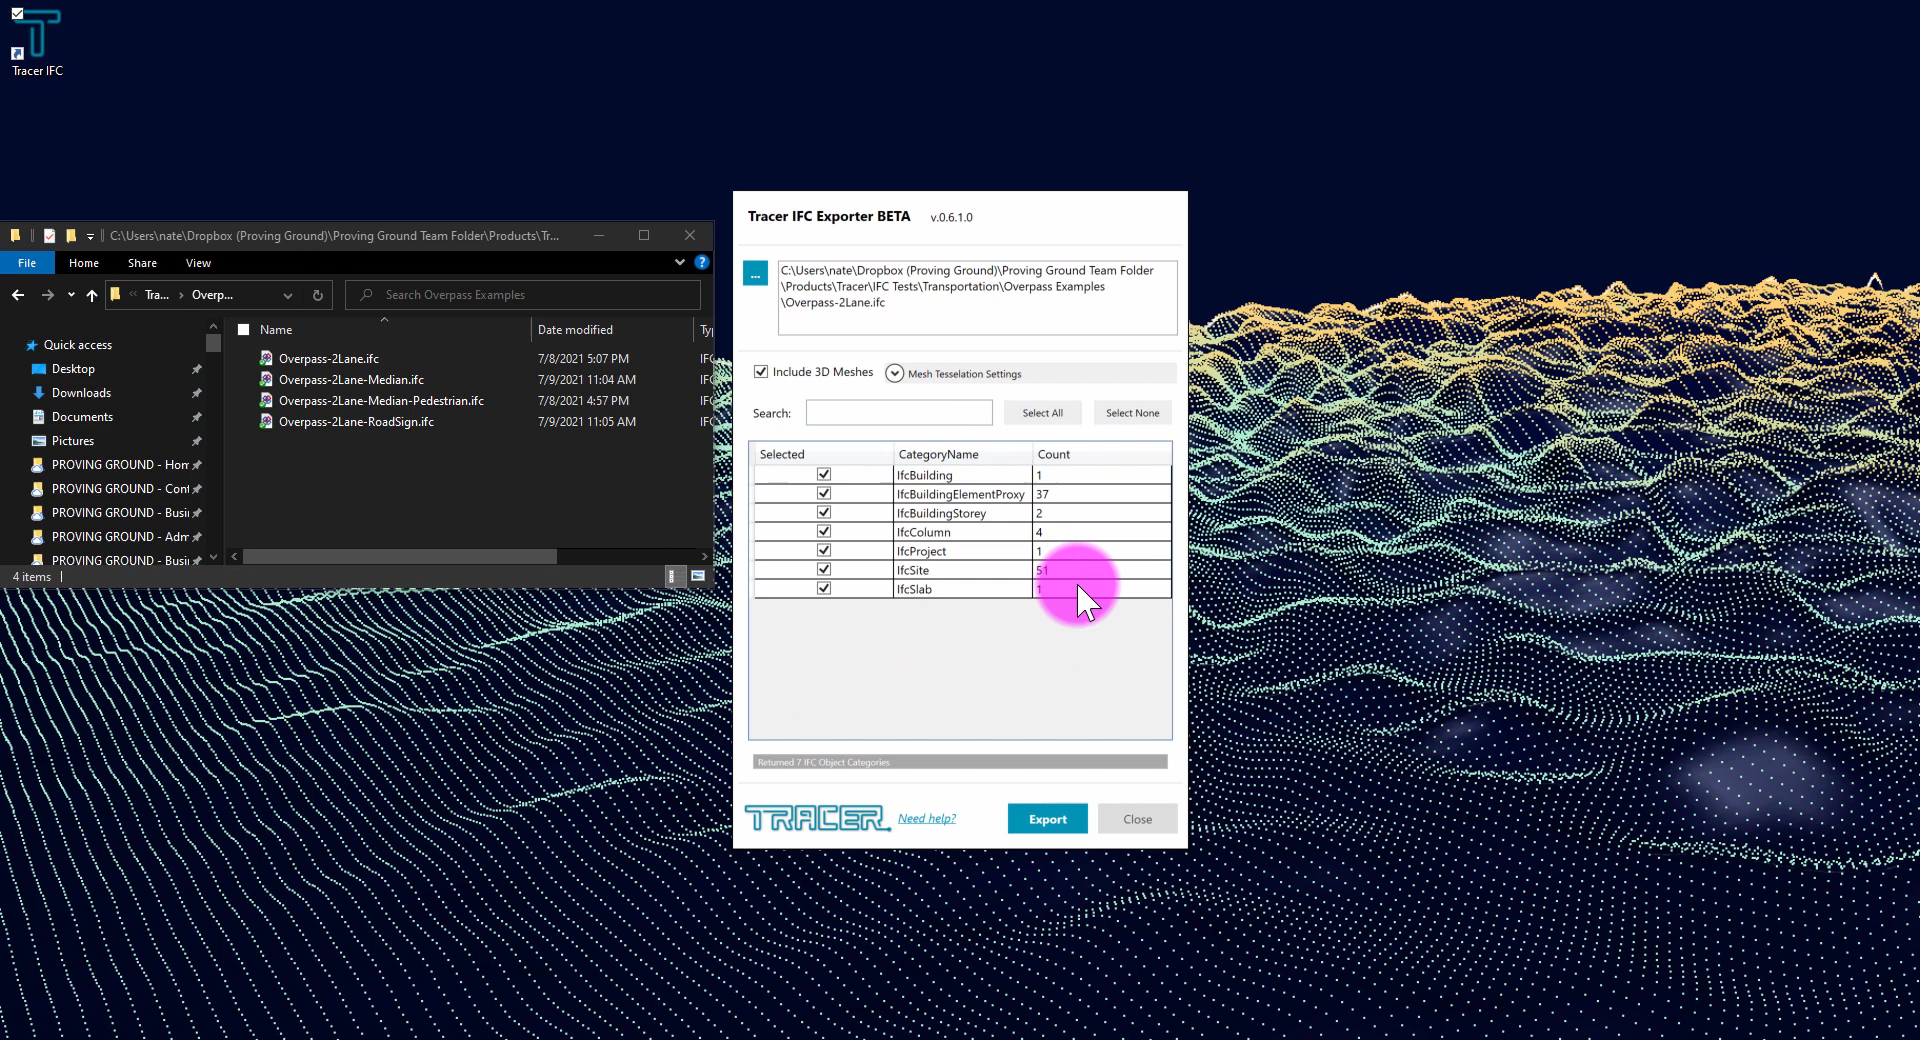 Tracer IFC
C:\Users\nate\Dropbox (Proving Ground)\Proving Ground Team Folder\Products\Tr...
File Home Share View
Tra... Overp... Search Overpass Examples
Quick access
Desktop
Downloads
Documents
Pictures
PROVING GROUND - Hom
PROVING GROUND - Cont
PROVING GROUND - Busin
PROVING GROUND - Adm
PROVING GROUND - Busin
Name Date modified Ty
Overpass-2Lane.ifc 7/8/2021 5:07 PM IFC
Overpass-2Lane-Median.ifc 7/9/2021 11:04 AM IFC
Overpass-2Lane-Median-Pedestrian.ifc 7/8/2021 4:57 PM IFC
Overpass-2Lane-RoadSign.ifc 7/9/2021 11:05 AM IFC
4 items
Tracer IFC Exporter BETA v.0.6.1.0
...
C:\Users\nate\Dropbox (Proving Ground)\Proving Ground Team Folder
\Products\Tracer\IFC Tests\Transportation\Overpass Examples
\Overpass-2Lane.ifc
Include 3D Meshes Mesh Tesselation Settings
Search: Select All Select None
Selected CategoryName Count
IfcBuilding 1
IfcBuildingElementProxy 37
IfcBuildingStorey 2
IfcColumn 4
IfcProject 1
IfcSite 51
IfcSlab 1
Returned 7 IFC Object Categories
TRACER Need help? Export Close